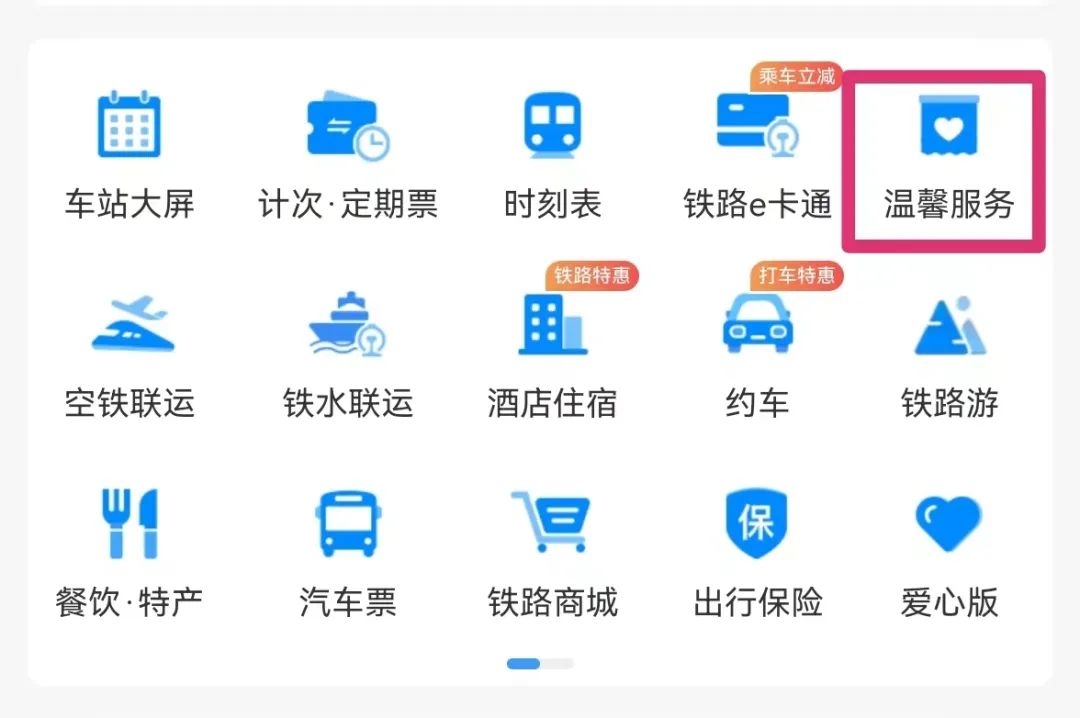 乘车立减
车站大屏
计次·定期票
时刻表
铁路e卡通
温馨服务
铁路特惠
打车特惠
空铁联运
铁水联运
酒店住宿
约车
铁路游
保
餐饮·特产
汽车票
铁路商城
出行保险
爱心版